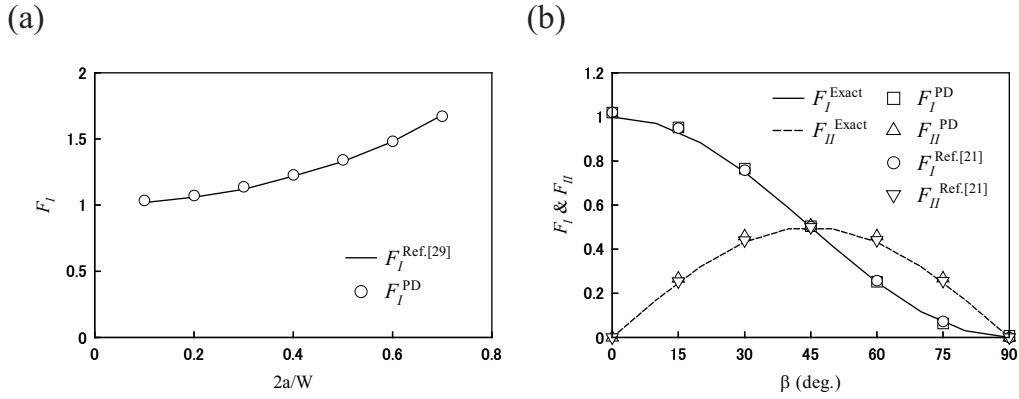 (a)
2
1.5
1
0.5
0
0 0.2 0.4 0.6 0.8
F_I
2a/W
F_I^Ref.[29]
F_I^PD
(b)
1.2
1
0.8
0.6
0.4
0.2
0
0 15 30 45 60 75 90
F_I & F_II
β (deg.)
F_I^Exact
F_II^Exact
F_I^PD
F_II^PD
F_I^Ref.[21]
F_II^Ref.[21]